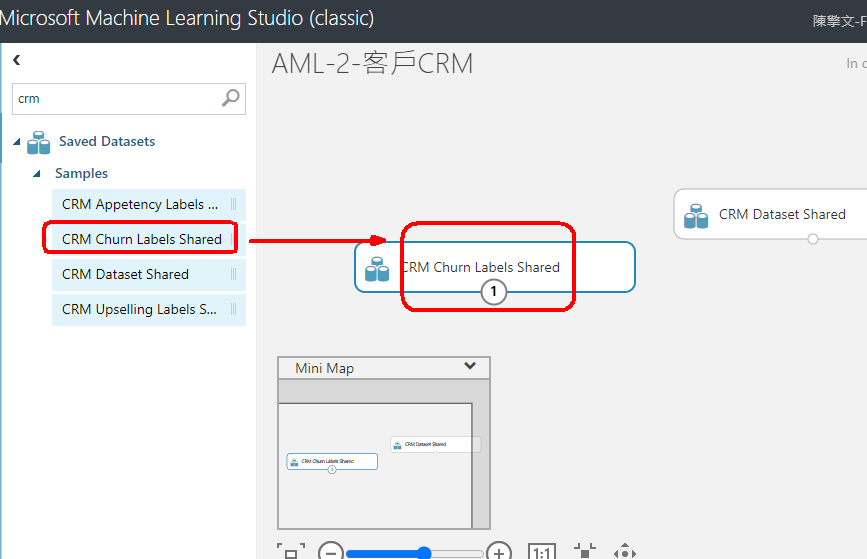 Microsoft Machine Learning Studio (classic)
陳擎文-F
AML-2-客戶CRM
In
crm
Saved Datasets
Samples
CRM Appetency Labels ...
CRM Churn Labels Shared
CRM Dataset Shared
CRM Upselling Labels S...
CRM Dataset Shared
CRM Churn Labels Shared
1
Mini Map
CRM Dataset Shared
CRM Churn Labels Shared
1
1:1